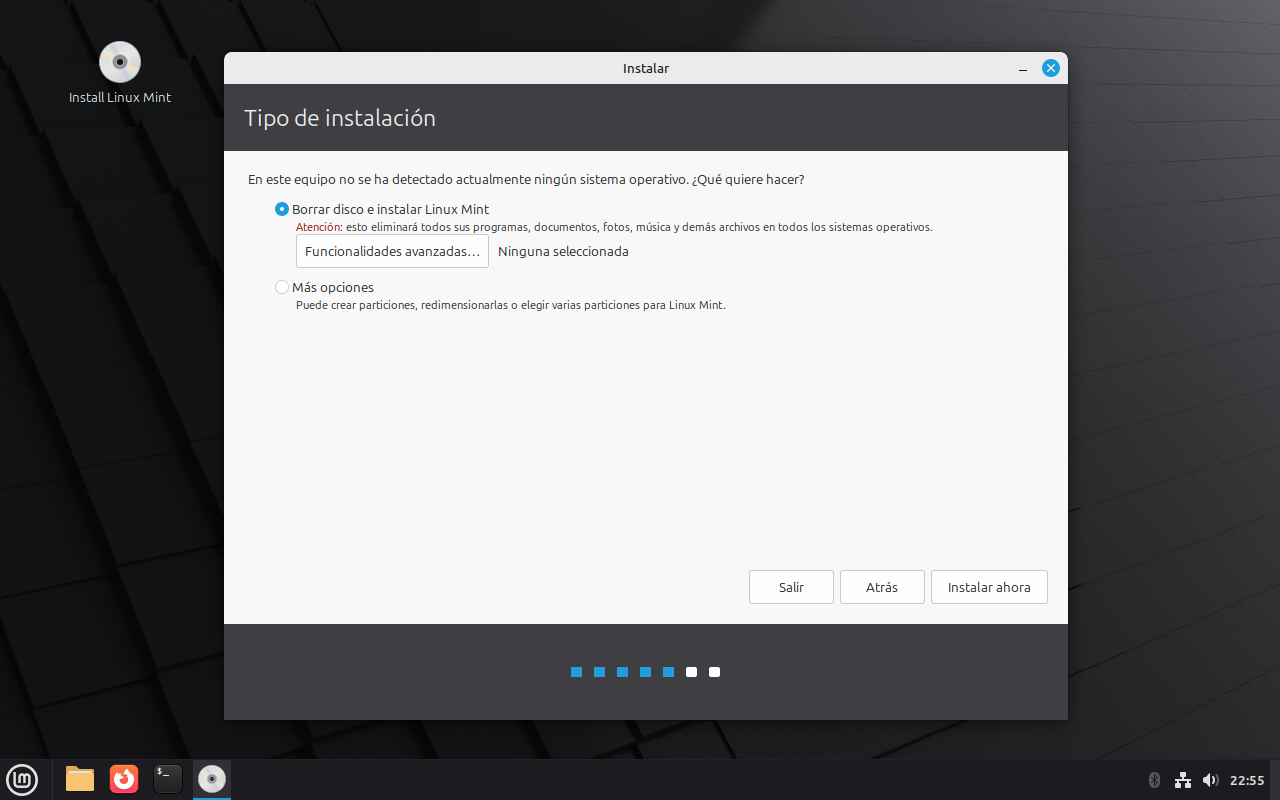 Install Linux Mint
Instalar
Tipo de instalación
En este equipo no se ha detectado actualmente ningún sistema operativo. ¿Qué quiere hacer?
Borrar disco e instalar Linux Mint
Atención: esto eliminará todos sus programas, documentos, fotos, música y demás archivos en todos los sistemas operativos.
Funcionalidades avanzadas... Ninguna seleccionada
Más opciones
Puede crear particiones, redimensionarlas o elegir varias particiones para Linux Mint.
Salir Atrás Instalar ahora
lm $_ 22:55